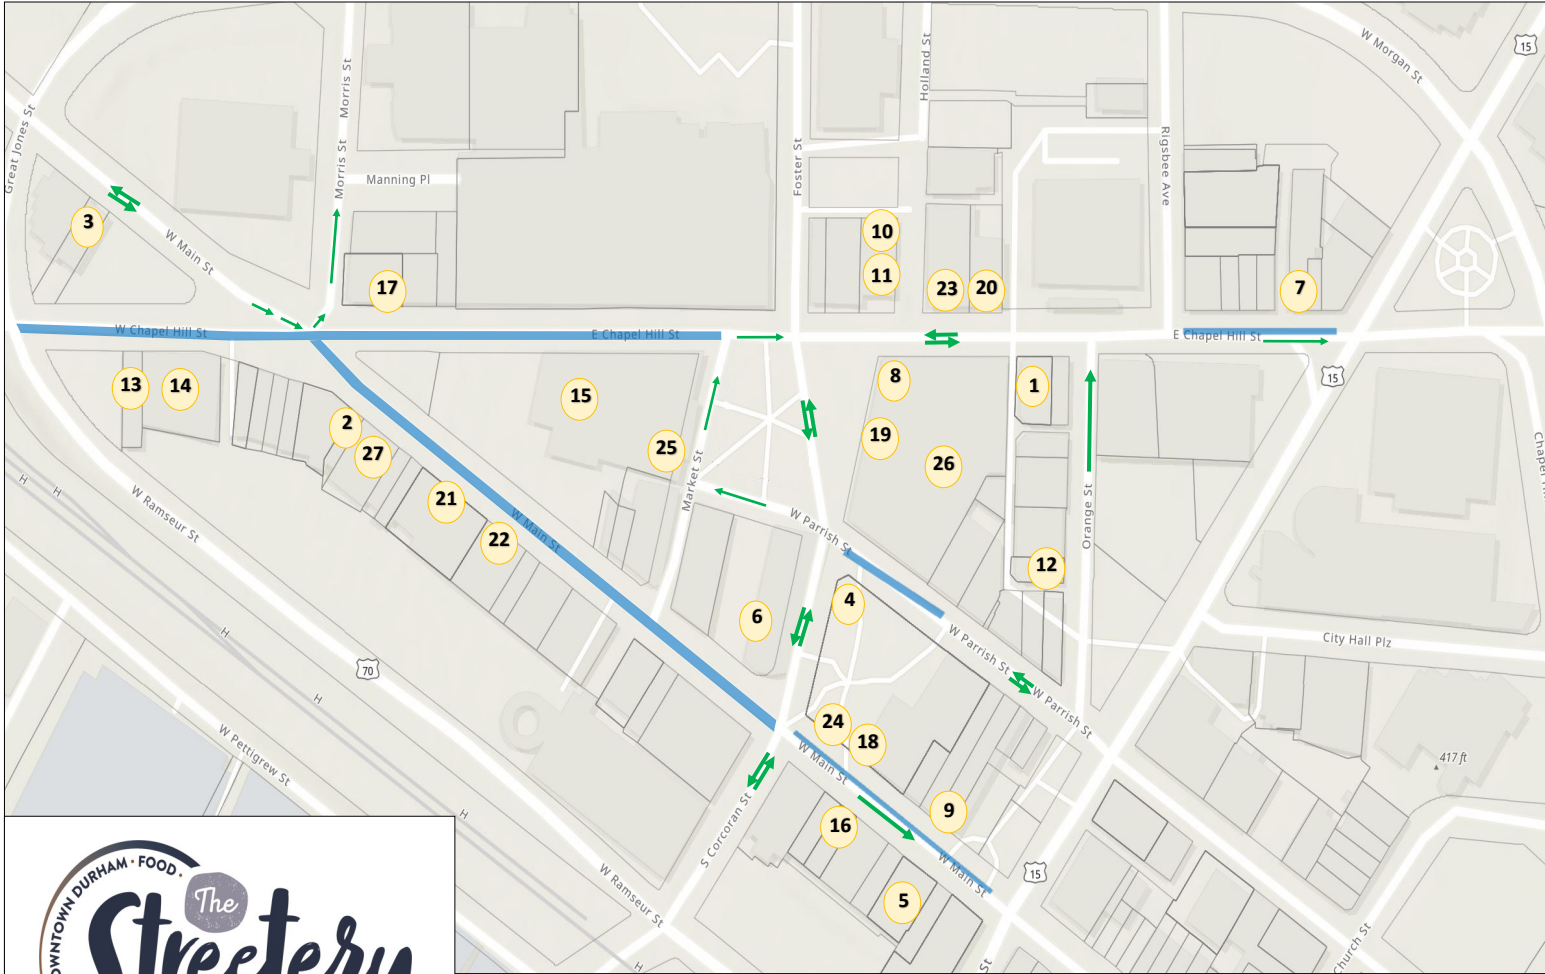 W Morgan St
15
Holland St
Morris St
Great Jones St
Morris St
Foster St
Rigsbee Ave
Manning Pl
3
W Main St
10
11
17
23
20
7
W Chapel Hill St
E Chapel Hill St
E Chapel Hill St
15
13
14
15
8
1
2
27
25
19
26
21
22
Market St
Orange St
W Ramseur St
W Main St
W Parrish St
12
6
4
W Parrish St
City Hall Plz
70
W Parrish St
24
18
W Main St
W Pettigrew St
417 ft
S Corcoran St
16
9
W Main St
15
5
W Ramseur St
Church St
St
H
H
H
H
H
H
DOWNTOWN DURHAM · FOOD ·
The
Streetery